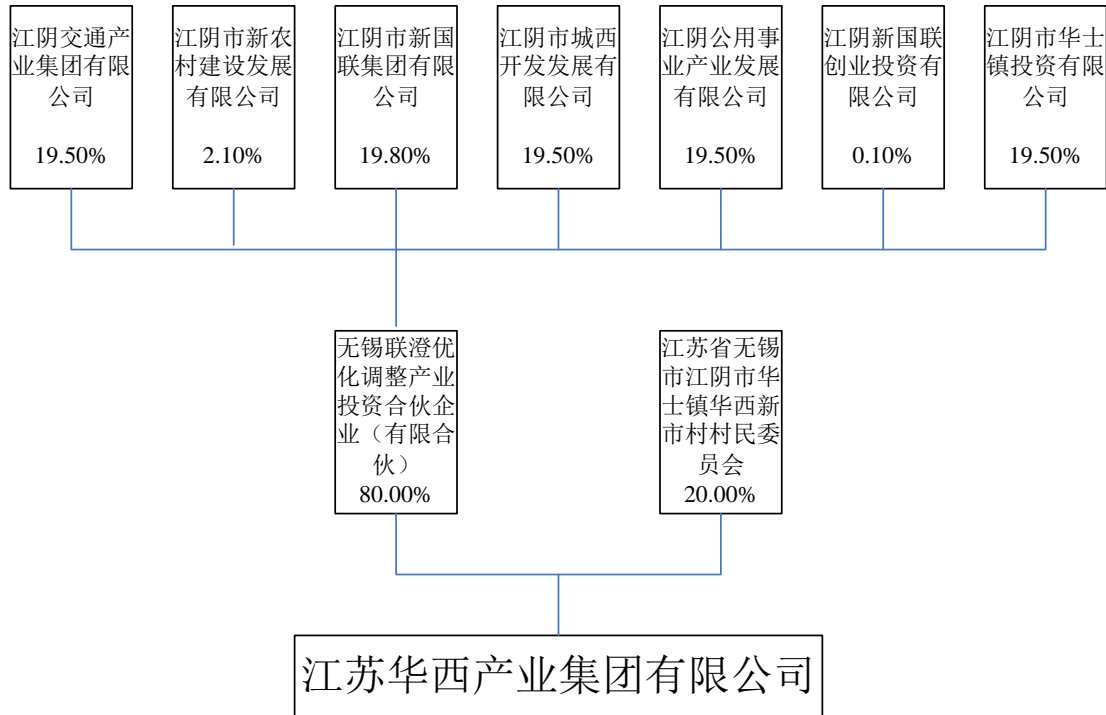 江阴交通产
业集团有限
公司
19.50%
江阴市新农
村建设发展
有限公司
2.10%
江阴市新国
联集团有限
公司
19.80%
江阴市城西
开发发展有
限公司
19.50%
江阴公用事
业产业发展
有限公司
19.50%
江阴新国联
创业投资有
限公司
0.10%
江阴市华士
镇投资有限
公司
19.50%
无锡联澄优
化调整产业
投资合伙企
业（有限合
伙）
80.00%
江苏省无锡
市江阴市华
士镇华西新
市村村民委
员会
20.00%
江苏华西产业集团有限公司